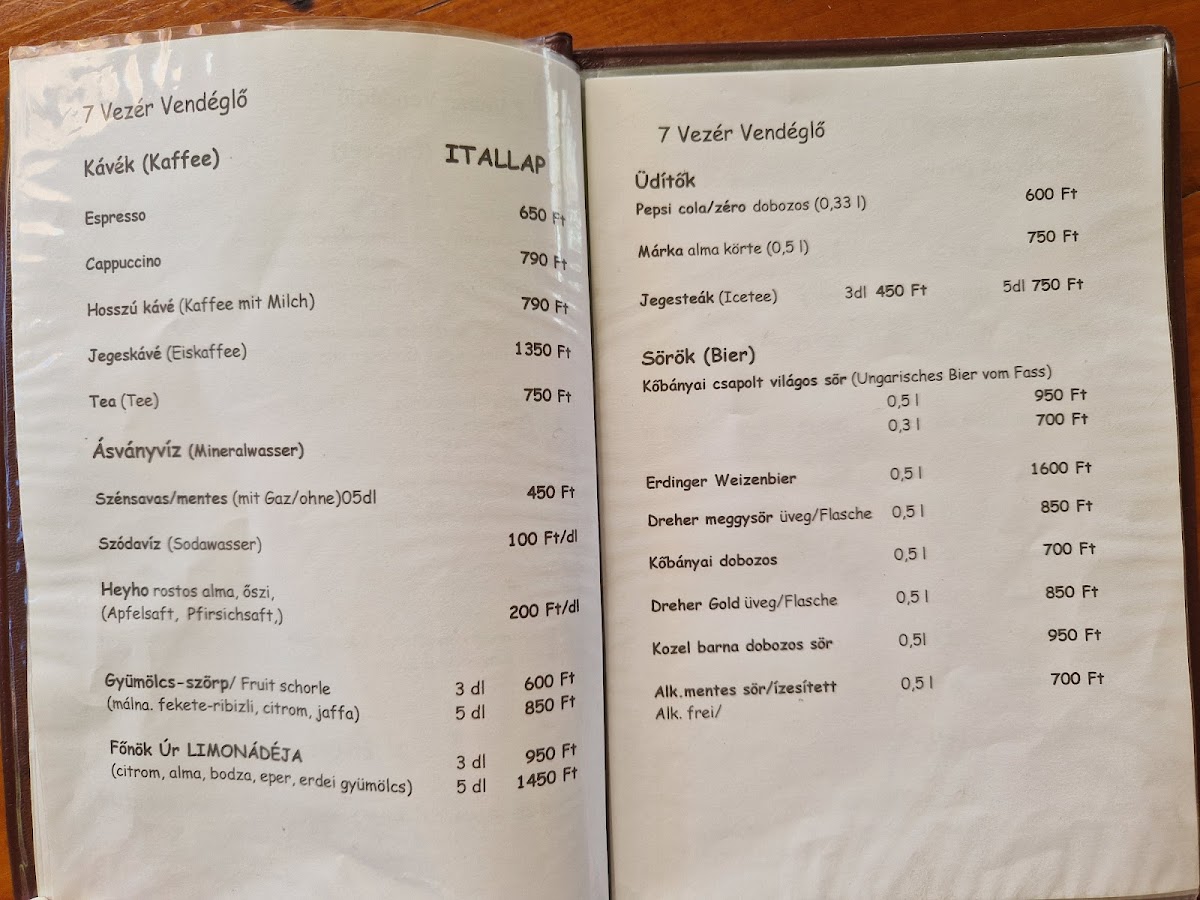 7 Vezér Vendéglő
Kávék (Kaffee) ITALLAP
Espresso 650 Ft
Cappuccino 790 Ft
Hosszú kávé (Kaffee mit Milch) 790 Ft
Jegeskávé (Eiskaffee) 1350 Ft
Tea (Tee) 750 Ft
Ásványvíz (Mineralwasser)
Szénsavas/mentes (mit Gaz/ohne)05dl 450 Ft
Szódavíz (Sodawasser) 100 Ft/dl
Heyho rostos alma, őszi,
(Apfelsaft, Pfirsichsaft,) 200 Ft/dl
Gyümölcs-szörp/ Fruit schorle 3 dl 600 Ft
(málna. fekete-ribizli, citrom, jaffa) 5 dl 850 Ft
Főnök Úr LIMONÁDÉJA 3 dl 950 Ft
(citrom, alma, bodza, eper, erdei gyümölcs) 5 dl 1450 Ft
7 Vezér Vendéglő
Üdítők
Pepsi cola/zéro dobozos (0,33 l) 600 Ft
Márka alma körte (0,5 l) 750 Ft
Jegesteák (Icetee) 3dl 450 Ft 5dl 750 Ft
Sörök (Bier)
Kőbányai csapolt világos sör (Ungarisches Bier vom Fass)
0,5 l 950 Ft
0,3 l 700 Ft
Erdinger Weizenbier 0,5 l 1600 Ft
Dreher meggysör üveg/Flasche 0,5 l 850 Ft
Kőbányai dobozos 0,5 l 700 Ft
Dreher Gold üveg/Flasche 0,5 l 850 Ft
Kozel barna dobozos sör 0,5l 950 Ft
Alk.mentes sör/ízesített 0,5 l 700 Ft
Alk. frei/